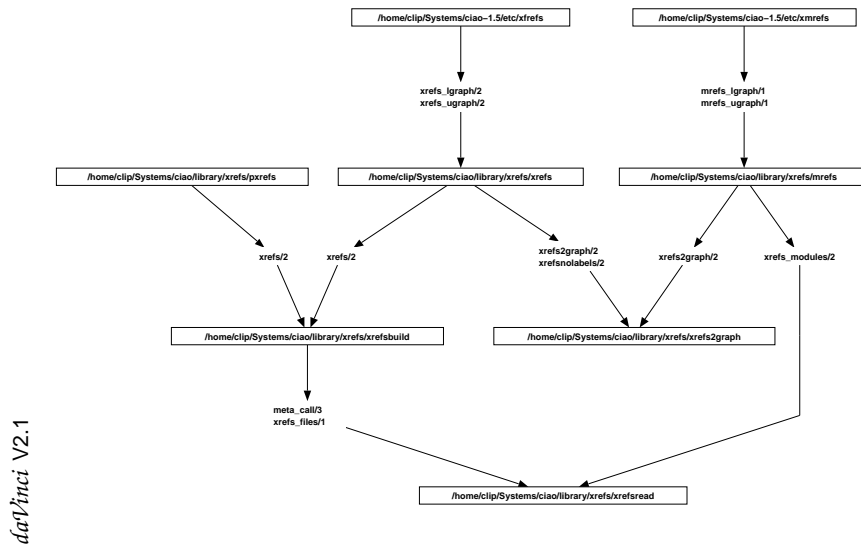 /home/clip/Systems/ciao−1.5/etc/xfrefs
/home/clip/Systems/ciao−1.5/etc/xmrefs
xrefs_lgraph/2
xrefs_ugraph/2
mrefs_lgraph/1
mrefs_ugraph/1
/home/clip/Systems/ciao/library/xrefs/pxrefs
/home/clip/Systems/ciao/library/xrefs/xrefs
/home/clip/Systems/ciao/library/xrefs/mrefs
xrefs/2
xrefs/2
xrefs2graph/2
xrefsnolabels/2
xrefs2graph/2
xrefs_modules/2
/home/clip/Systems/ciao/library/xrefs/xrefsbuild
/home/clip/Systems/ciao/library/xrefs/xrefs2graph
meta_call/3
xrefs_files/1
/home/clip/Systems/ciao/library/xrefs/xrefsread
daVinci V2.1